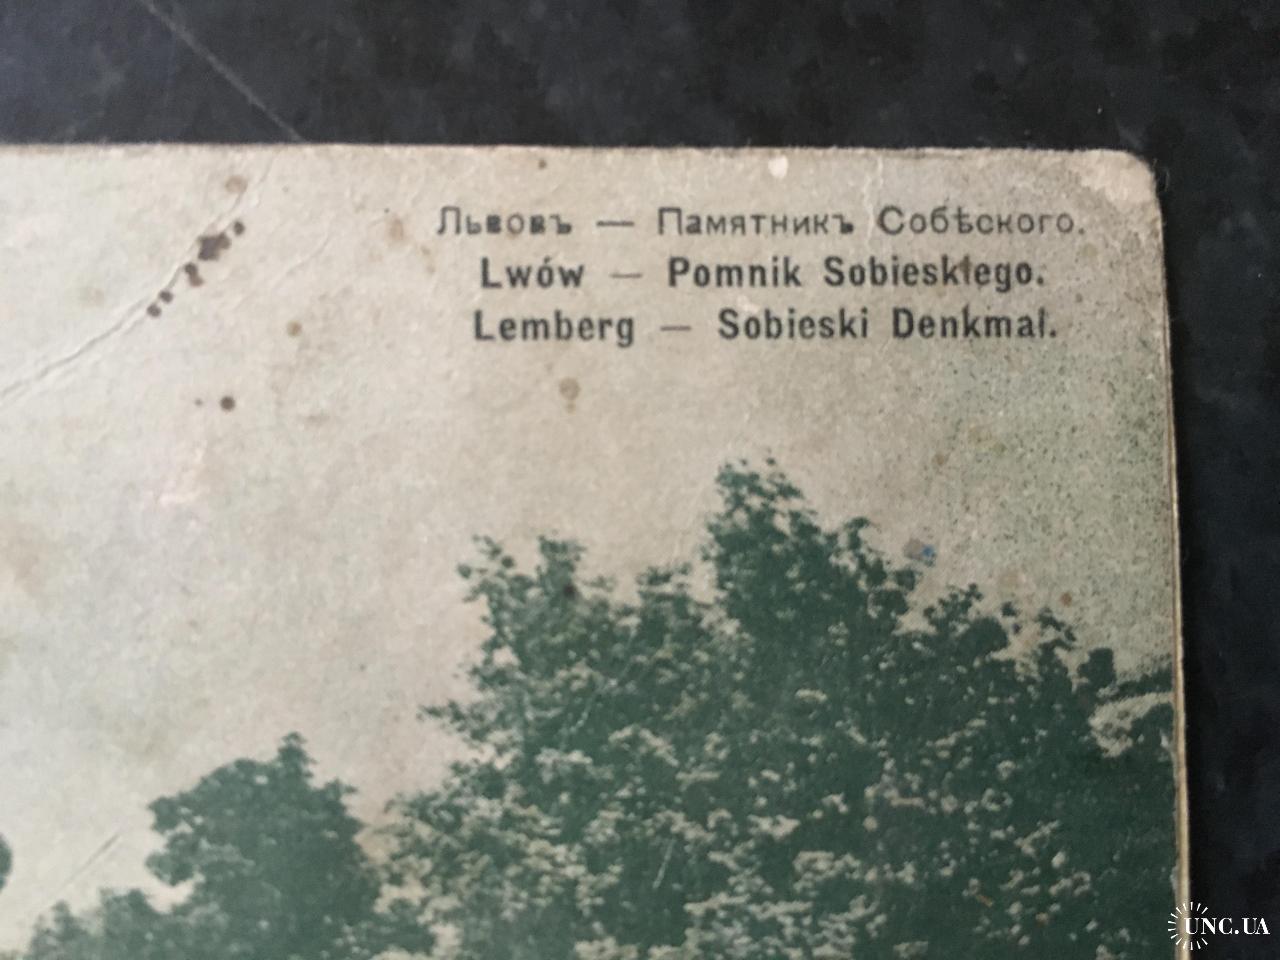 Львовъ — Памятникъ Собѣского.
Lwów — Pomnik Sobieskiego.
Lemberg — Sobieski Denkmal.
UNC.UA